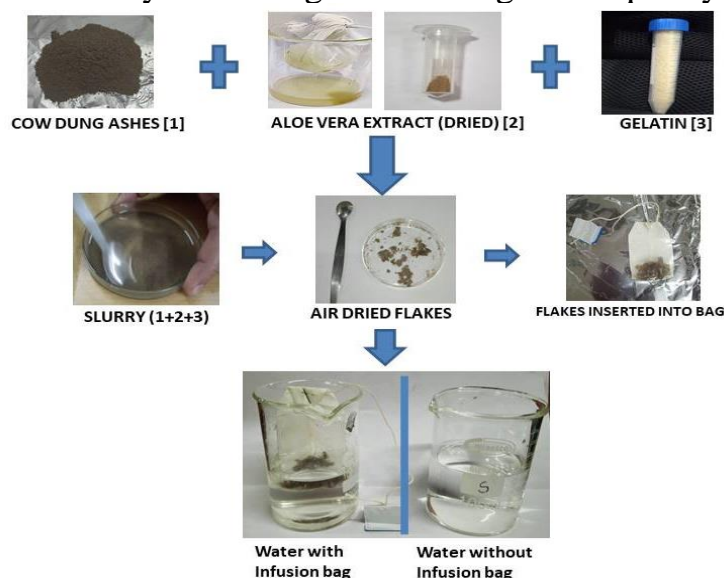 COW DUNG ASHES [1]
ALOE VERA EXTRACT (DRIED) [2]
GELATIN [3]
SLURRY (1+2+3)
AIR DRIED FLAKES
FLAKES INSERTED INTO BAG
S
Water with
Infusion bag
Water without
Infusion bag